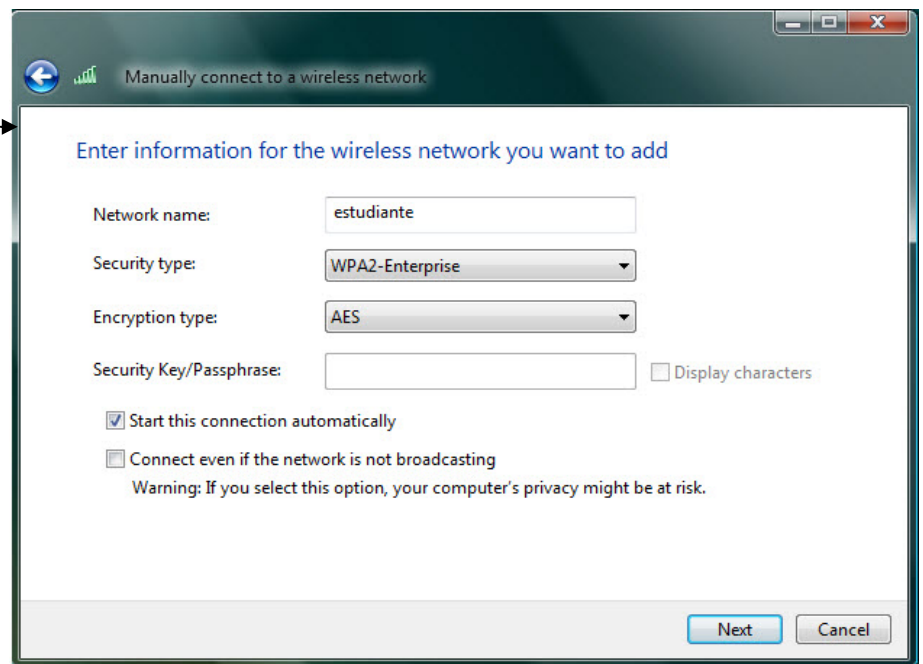 Manually connect to a wireless network
Enter information for the wireless network you want to add
Network name: estudiante
Security type: WPA2-Enterprise
Encryption type: AES
Security Key/Passphrase: Display characters
Start this connection automatically
Connect even if the network is not broadcasting
Warning: If you select this option, your computer's privacy might be at risk.
Next Cancel